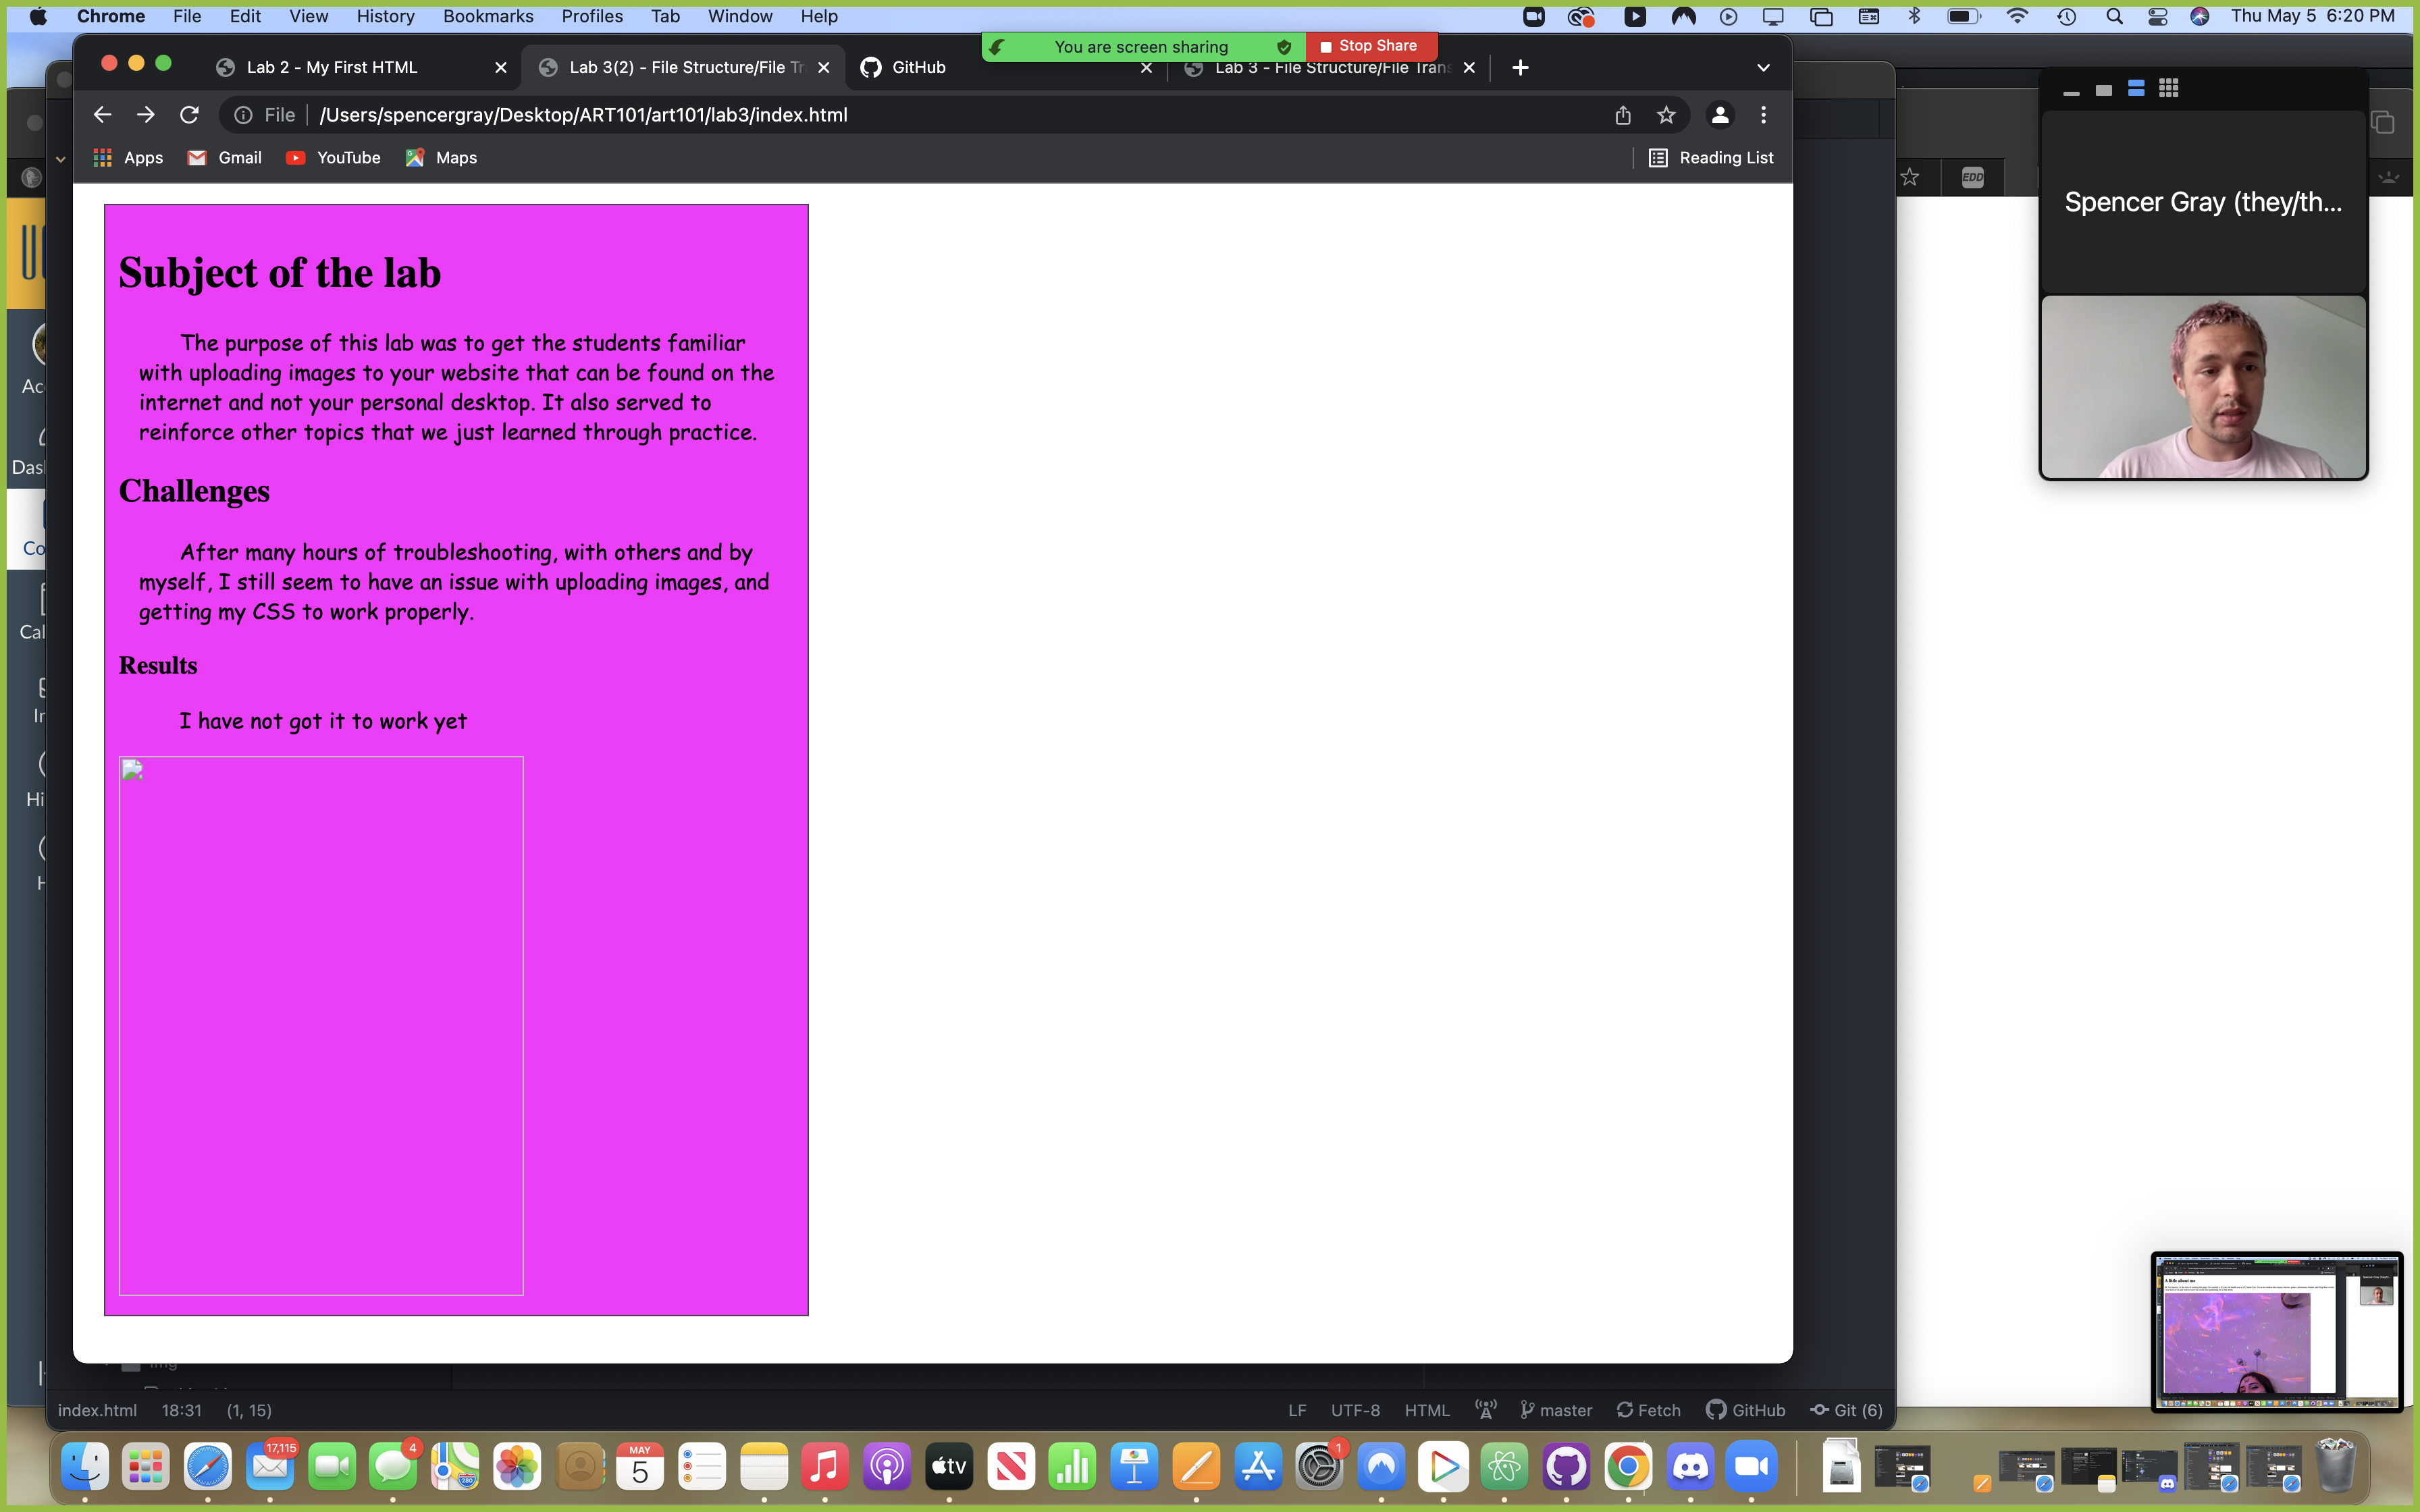 Chrome File Edit View History Bookmarks Profiles Tab Window Help
Thu May 5 6:20 PM
You are screen sharing
Stop Share
Lab 2 - My First HTML
Lab 3(2) - File Structure/File Tr
GitHub
Lab 3 - File Structure/File Trans
File
/Users/spencergray/Desktop/ART101/art101/lab3/index.html
Apps
Gmail
YouTube
Maps
Reading List
EDD
Spencer Gray (they/th...
Ac
Das
Co
Cal
In
Hi
H
Subject of the lab
The purpose of this lab was to get the students familiar
with uploading images to your website that can be found on the
internet and not your personal desktop. It also served to
reinforce other topics that we just learned through practice.
Challenges
After many hours of troubleshooting, with others and by
myself, I still seem to have an issue with uploading images, and
getting my CSS to work properly.
Results
I have not got it to work yet
A little about me
index.html 18:31 (1, 15)
LF UTF-8 HTML master Fetch GitHub Git (6)
17,115
4
280
MAY
5
tv
1